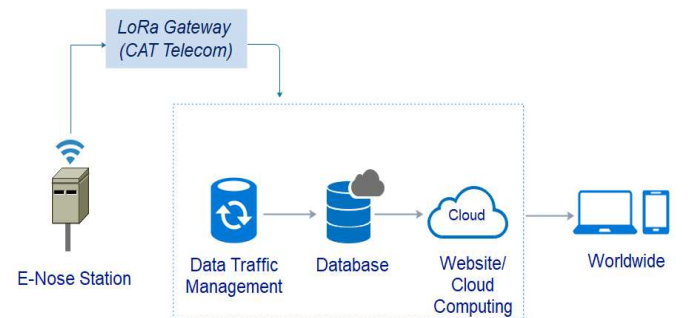 LoRa Gateway
(CAT Telecom)
E-Nose Station
Data Traffic
Management
Database
Cloud
Website/
Cloud
Computing
Worldwide